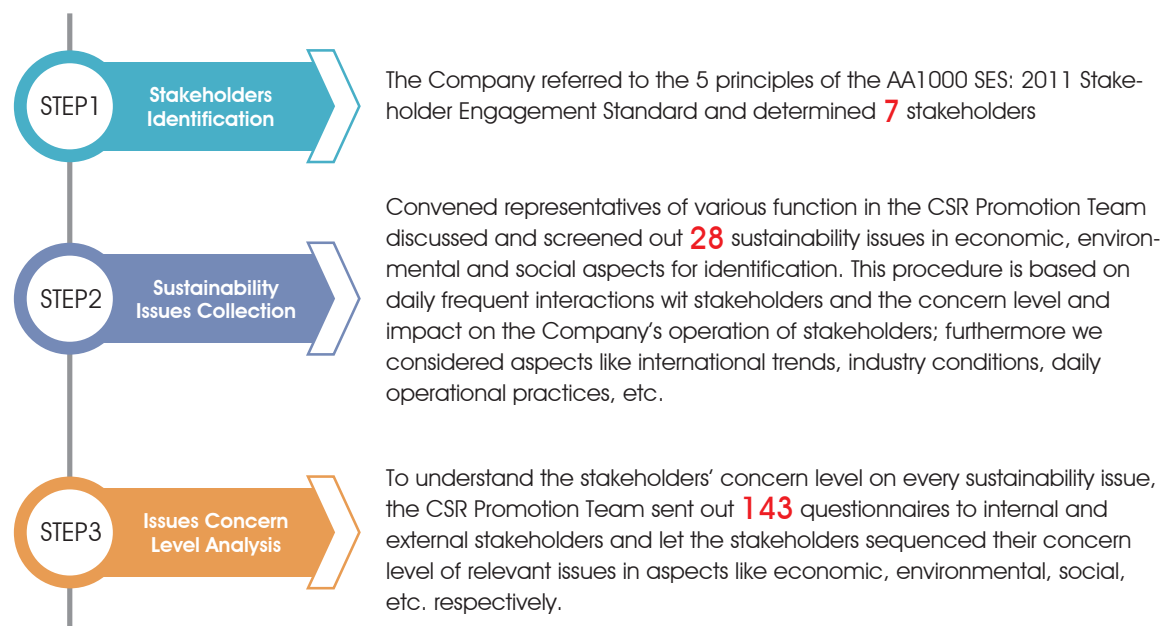 STEP1
Stakeholders
Identification
The Company referred to the 5 principles of the AA1000 SES: 2011 Stake-
holder Engagement Standard and determined 7 stakeholders
STEP2
Sustainability
Issues Collection
Convened representatives of various function in the CSR Promotion Team
discussed and screened out 28 sustainability issues in economic, environ-
mental and social aspects for identification. This procedure is based on
daily frequent interactions wit stakeholders and the concern level and
impact on the Company's operation of stakeholders; furthermore we
considered aspects like international trends, industry conditions, daily
operational practices, etc.
STEP3
Issues Concern
Level Analysis
To understand the stakeholders' concern level on every sustainability issue,
the CSR Promotion Team sent out 143 questionnaires to internal and
external stakeholders and let the stakeholders sequenced their concern
level of relevant issues in aspects like economic, environmental, social,
etc. respectively.